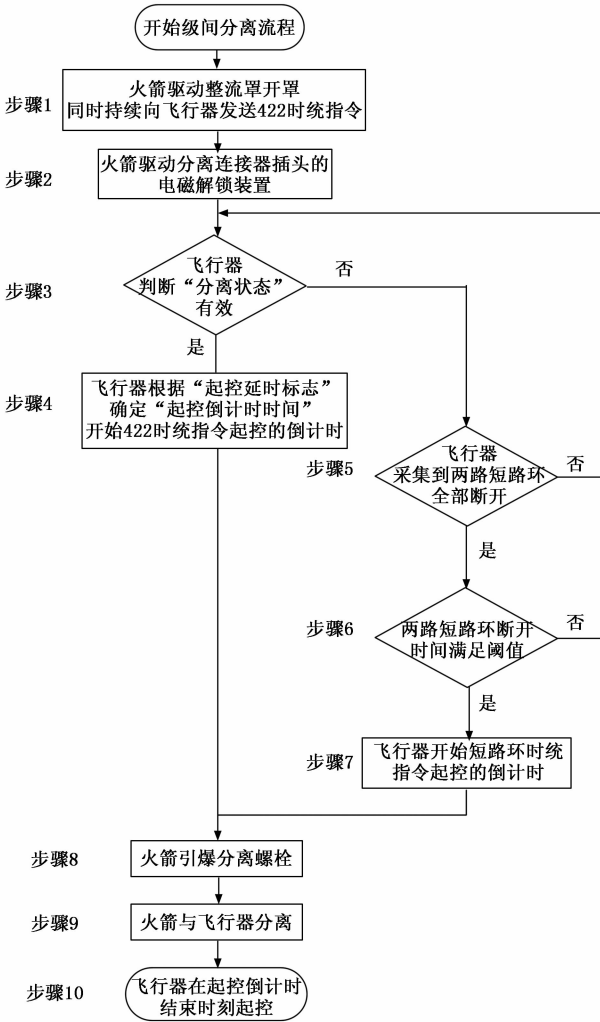 开始级间分离流程
步骤1
火箭驱动整流罩开罩
同时持续向飞行器发送422时统指令
步骤2
火箭驱动分离连接器插头的
电磁解锁装置
步骤3
飞行器
判断“分离状态”
有效
否
是
步骤4
飞行器根据“起控延时标志”
确定“起控倒计时时间”
开始422时统指令起控的倒计时
步骤5
飞行器
采集到两路短路环
全部断开
否
是
步骤6
两路短路环断开
时间满足阈值
否
是
步骤7
飞行器开始短路环时统
指令起控的倒计时
步骤8
火箭引爆分离螺栓
步骤9
火箭与飞行器分离
步骤10
飞行器在起控倒计时
结束时刻起控